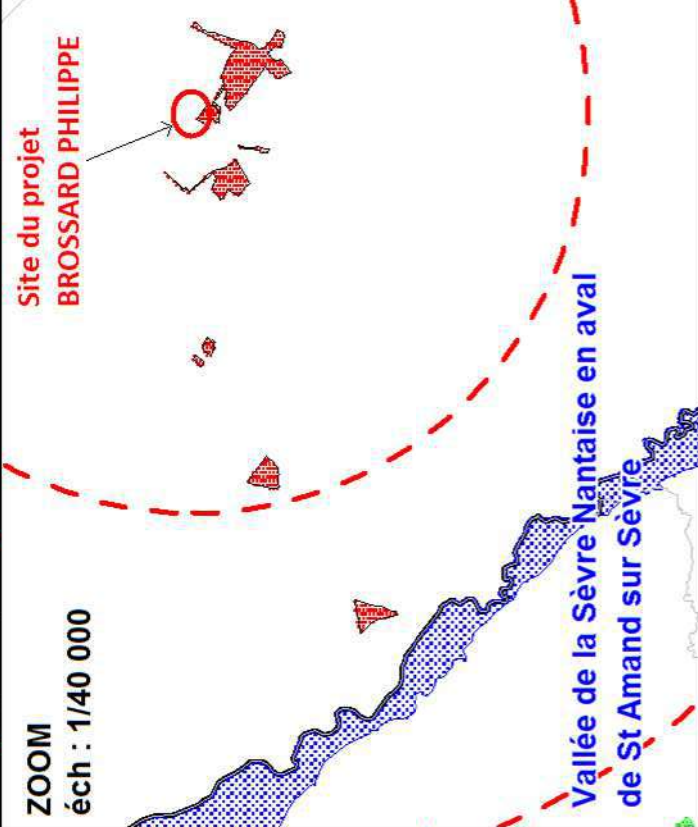 ZOOM
éch : 1/40 000
Site du projet
BROSSARD PHILIPPE
Vallée de la Sèvre Nantaise en aval
de St Amand sur Sèvre